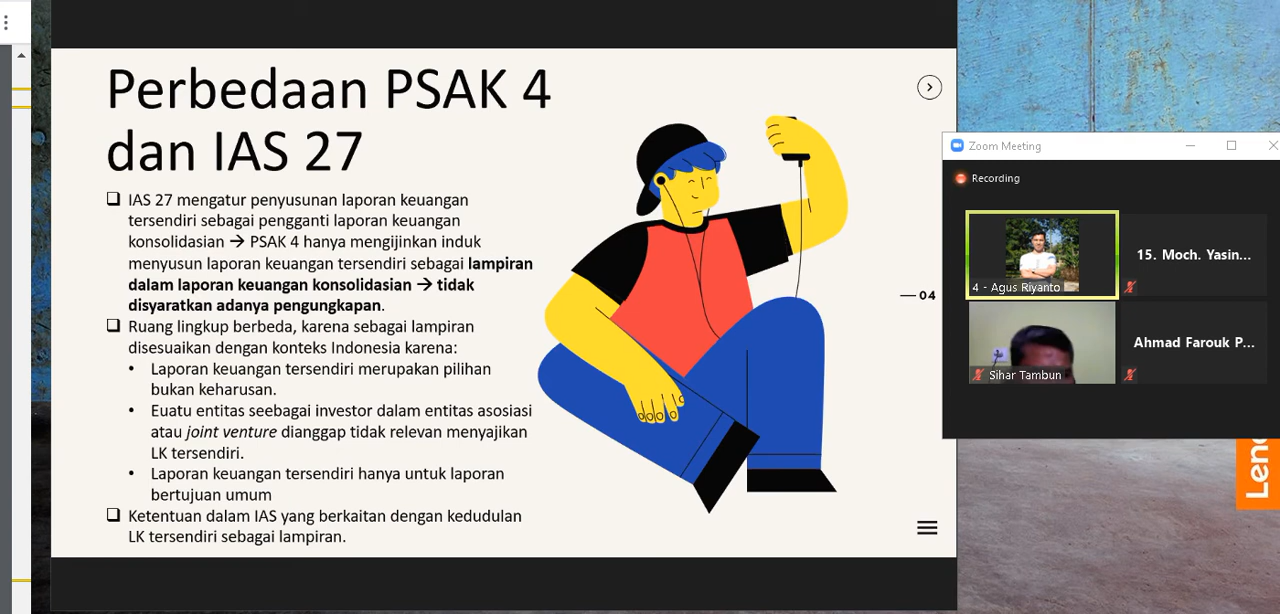 Perbedaan PSAK 4
dan IAS 27
❑ IAS 27 mengatur penyusunan laporan keuangan
tersendiri sebagai pengganti laporan keuangan
konsolidasian → PSAK 4 hanya mengijinkan induk
menyusun laporan keuangan tersendiri sebagai lampiran
dalam laporan keuangan konsolidasian → tidak
disyaratkan adanya pengungkapan.
❑ Ruang lingkup berbeda, karena sebagai lampiran
disesuaikan dengan konteks Indonesia karena:
• Laporan keuangan tersendiri merupakan pilihan
bukan keharusan.
• Euatu entitas seebagai investor dalam entitas asosiasi
atau joint venture dianggap tidak relevan menyajikan
LK tersendiri.
• Laporan keuangan tersendiri hanya untuk laporan
bertujuan umum
❑ Ketentuan dalam IAS yang berkaitan dengan kedudulan
LK tersendiri sebagai lampiran.
04
Zoom Meeting
Recording
4 - Agus Riyanto
15. Moch. Yasin...
Sihar Tambun
Ahmad Farouk P...
Leno